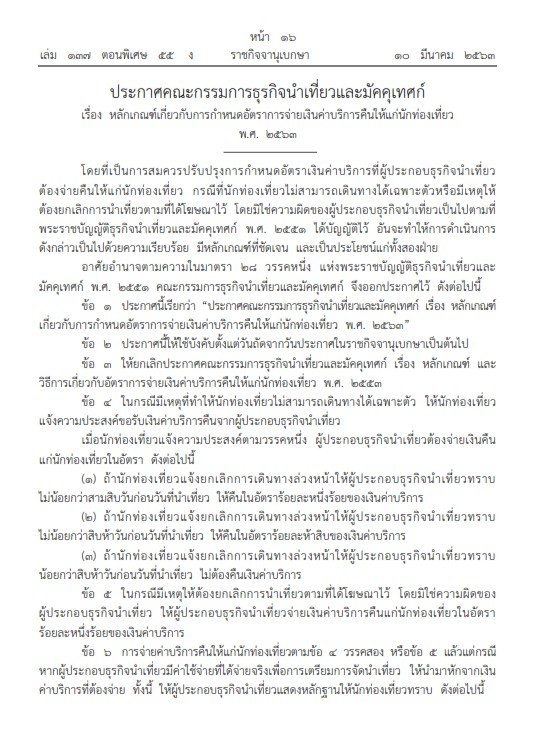 หน้า ๑๖
เล่ม ๑๓๗ ตอนพิเศษ ๕๕ ง ราชกิจจานุเบกษา ๑๐ มีนาคม ๒๕๖๓
ประกาศคณะกรรมการธุรกิจนำเที่ยวและมัคคุเทศก์
เรื่อง หลักเกณฑ์เกี่ยวกับการกำหนดอัตราการจ่ายเงินค่าบริการคืนให้แก่นักท่องเที่ยว
พ.ศ. ๒๕๖๓
โดยที่เป็นการสมควรปรับปรุงการกำหนดอัตราเงินค่าบริการที่ผู้ประกอบธุรกิจนำเที่ยว
ต้องจ่ายคืนให้แก่นักท่องเที่ยว กรณีที่นักท่องเที่ยวไม่สามารถเดินทางได้เฉพาะตัวหรือมีเหตุให้
ต้องยกเลิกการนำเที่ยวตามที่ได้โฆษณาไว้ โดยมิใช่ความผิดของผู้ประกอบธุรกิจนำเที่ยวเป็นไปตามที่
พระราชบัญญัติธุรกิจนำเที่ยวและมัคคุเทศก์ พ.ศ. ๒๕๕๑ ได้บัญญัติไว้ อันจะทำให้การดำเนินการ
ดังกล่าวเป็นไปด้วยความเรียบร้อย มีหลักเกณฑ์ที่ชัดเจน และเป็นประโยชน์แก่ทั้งสองฝ่าย
อาศัยอำนาจตามความในมาตรา ๒๘ วรรคหนึ่ง แห่งพระราชบัญญัติธุรกิจนำเที่ยวและ
มัคคุเทศก์ พ.ศ. ๒๕๕๑ คณะกรรมการธุรกิจนำเที่ยวและมัคคุเทศก์ จึงออกประกาศไว้ ดังต่อไปนี้
ข้อ ๑ ประกาศนี้เรียกว่า “ประกาศคณะกรรมการธุรกิจนำเที่ยวและมัคคุเทศก์ เรื่อง หลักเกณฑ์
เกี่ยวกับการกำหนดอัตราการจ่ายเงินค่าบริการคืนให้แก่นักท่องเที่ยว พ.ศ. ๒๕๖๓”
ข้อ ๒ ประกาศนี้ให้ใช้บังคับตั้งแต่วันถัดจากวันประกาศในราชกิจจานุเบกษาเป็นต้นไป
ข้อ ๓ ให้ยกเลิกประกาศคณะกรรมการธุรกิจนำเที่ยวและมัคคุเทศก์ เรื่อง หลักเกณฑ์ และ
วิธีการเกี่ยวกับอัตราการจ่ายเงินค่าบริการคืนให้แก่นักท่องเที่ยว พ.ศ. ๒๕๕๓
ข้อ ๔ ในกรณีมีเหตุที่ทำให้นักท่องเที่ยวไม่สามารถเดินทางได้เฉพาะตัว ให้นักท่องเที่ยว
แจ้งความประสงค์ขอรับเงินค่าบริการคืนจากผู้ประกอบธุรกิจนำเที่ยว
เมื่อนักท่องเที่ยวแจ้งความประสงค์ตามวรรคหนึ่ง ผู้ประกอบธุรกิจนำเที่ยวต้องจ่ายเงินคืน
แก่นักท่องเที่ยวในอัตรา ดังต่อไปนี้
(๑) ถ้านักท่องเที่ยวแจ้งยกเลิกการเดินทางล่วงหน้าให้ผู้ประกอบธุรกิจนำเที่ยวทราบ
ไม่น้อยกว่าสามสิบวันก่อนวันที่นำเที่ยว ให้คืนในอัตราร้อยละหนึ่งร้อยของเงินค่าบริการ
(๒) ถ้านักท่องเที่ยวแจ้งยกเลิกการเดินทางล่วงหน้าให้ผู้ประกอบธุรกิจนำเที่ยวทราบ
ไม่น้อยกว่าสิบห้าวันก่อนวันที่นำเที่ยว ให้คืนในอัตราร้อยละห้าสิบของเงินค่าบริการ
(๓) ถ้านักท่องเที่ยวแจ้งยกเลิกการเดินทางล่วงหน้าให้ผู้ประกอบธุรกิจนำเที่ยวทราบ
น้อยกว่าสิบห้าวันก่อนวันที่นำเที่ยว ไม่ต้องคืนเงินค่าบริการ
ข้อ ๕ ในกรณีมีเหตุให้ต้องยกเลิกการนำเที่ยวตามที่ได้โฆษณาไว้ โดยมิใช่ความผิดของ
ผู้ประกอบธุรกิจนำเที่ยว ให้ผู้ประกอบธุรกิจนำเที่ยวจ่ายเงินค่าบริการคืนแก่นักท่องเที่ยวในอัตรา
ร้อยละหนึ่งร้อยของเงินค่าบริการ
ข้อ ๖ การจ่ายค่าบริการคืนให้แก่นักท่องเที่ยวตามข้อ ๔ วรรคสอง หรือข้อ ๕ แล้วแต่กรณี
หากผู้ประกอบธุรกิจนำเที่ยวมีค่าใช้จ่ายที่ได้จ่ายจริงเพื่อการเตรียมการจัดนำเที่ยว ให้นำมาหักจากเงิน
ค่าบริการที่ต้องจ่าย ทั้งนี้ ให้ผู้ประกอบธุรกิจนำเที่ยวแสดงหลักฐานให้นักท่องเที่ยวทราบ ดังต่อไปนี้